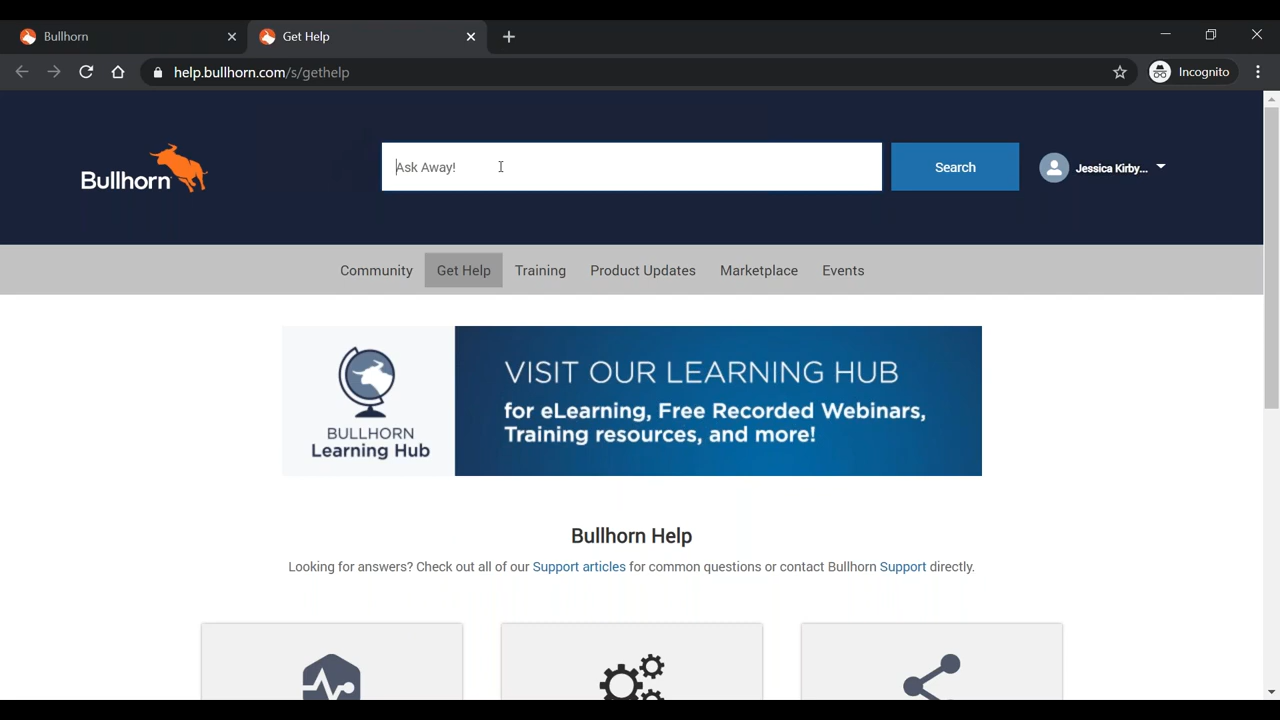 Bullhorn
Get Help
help.bullhorn.com/s/gethelp
Incognito
Bullhorn
Ask Away!
Search
Jessica Kirby...
Community
Get Help
Training
Product Updates
Marketplace
Events
BULLHORN
Learning Hub
VISIT OUR LEARNING HUB
for eLearning, Free Recorded Webinars,
Training resources, and more!
Bullhorn Help
Looking for answers? Check out all of our Support articles for common questions or contact Bullhorn Support directly.